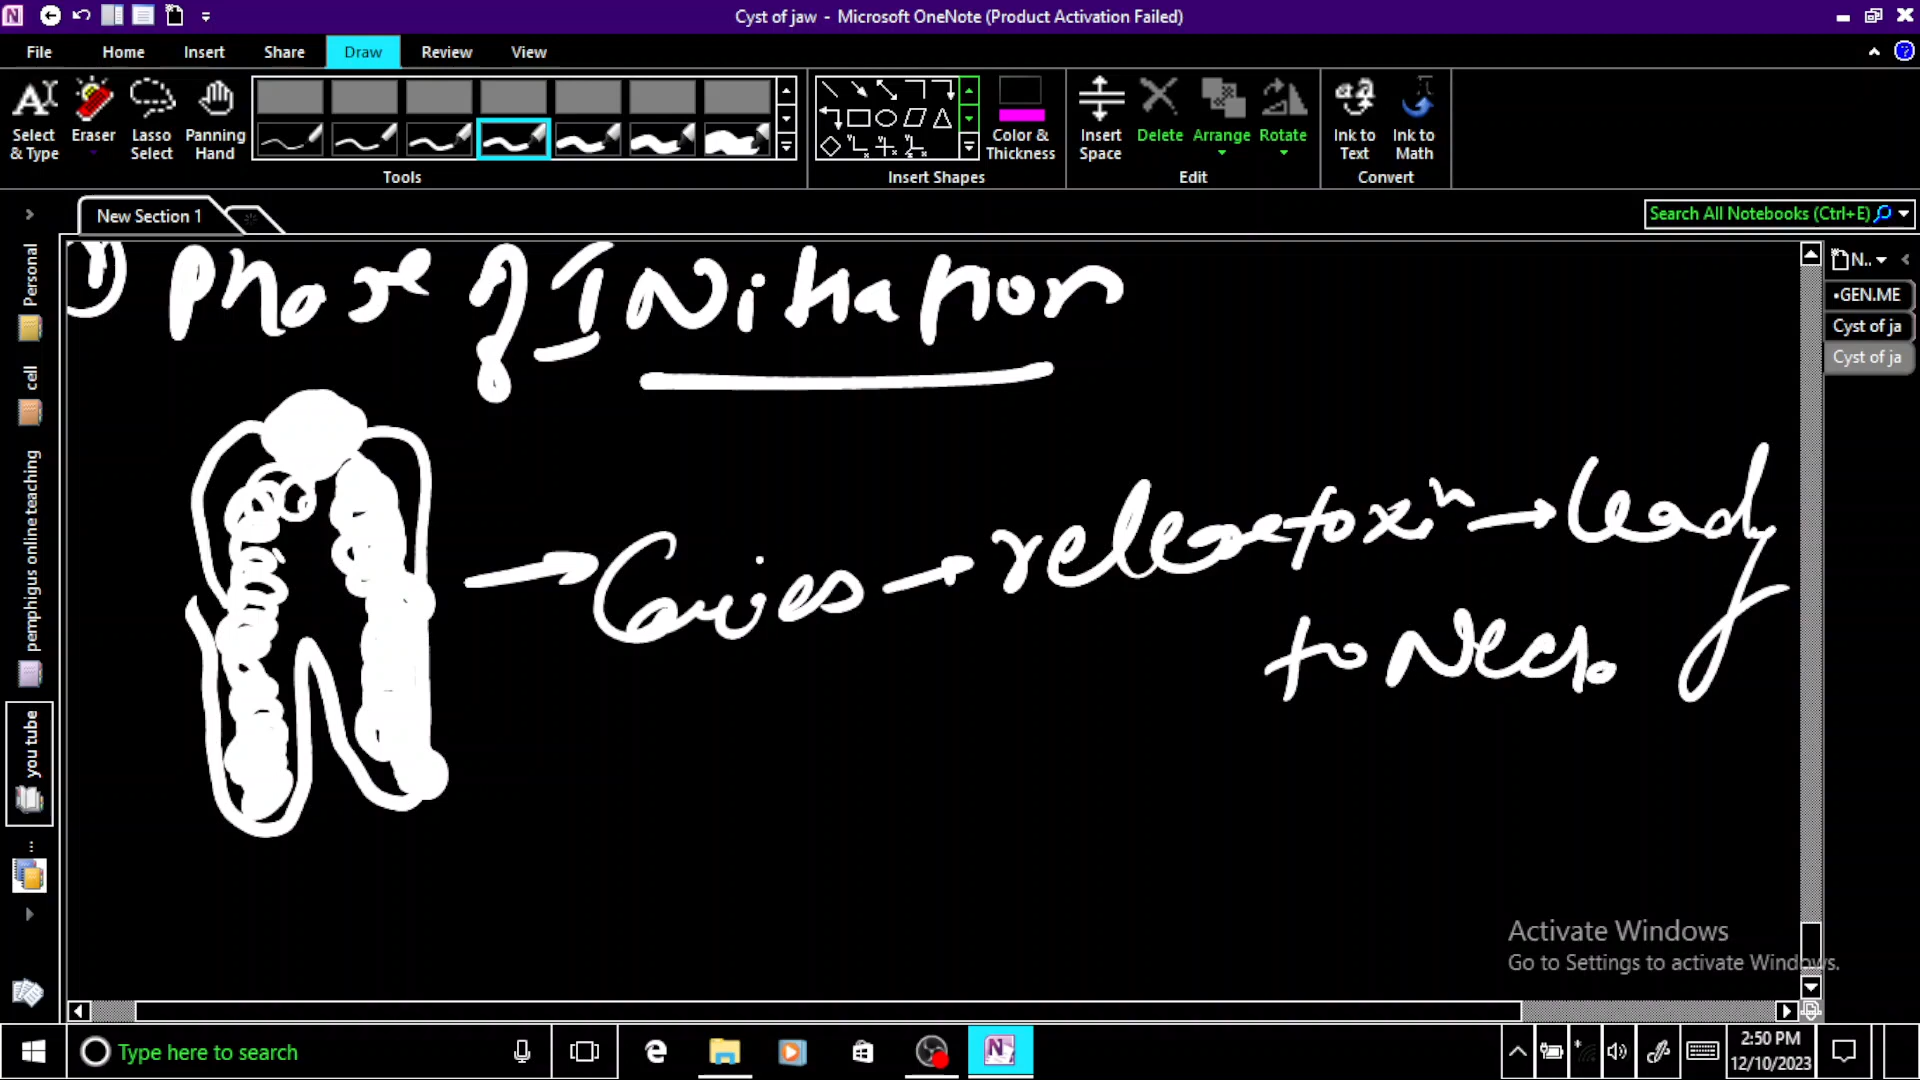 Cyst of jaw - Microsoft OneNote (Product Activation Failed)
File Home Insert Share Draw Review View
Select & Type
Eraser
Lasso Select
Panning Hand
Color & Thickness
Insert Space
Delete
Arrange
Rotate
Ink to Text
Ink to Math
Tools
Insert Shapes
Edit
Convert
New Section 1
Search All Notebooks (Ctrl+E)
Personal
cell
pemphigus online teaching
you tube
N..
•GEN.ME
Cyst of ja
Cyst of ja
1) Phase of INitiation
→ Caries → release toxin → leads
to Necro
Activate Windows
Go to Settings to activate Windows.
Type here to search
2:50 PM
12/10/2023